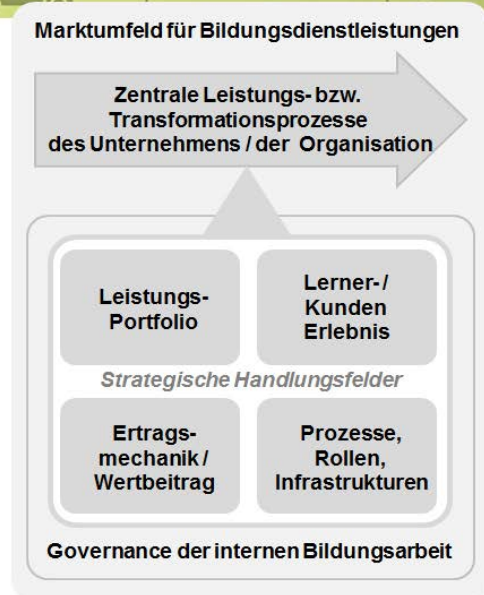 Marktumfeld für Bildungsdienstleistungen
Zentrale Leistungs- bzw.
Transformationsprozesse
des Unternehmens / der Organisation
Leistungs-
Portfolio
Lerner- /
Kunden
Erlebnis
Strategische Handlungsfelder
Ertrags-
mechanik /
Wertbeitrag
Prozesse,
Rollen,
Infrastrukturen
Governance der internen Bildungsarbeit